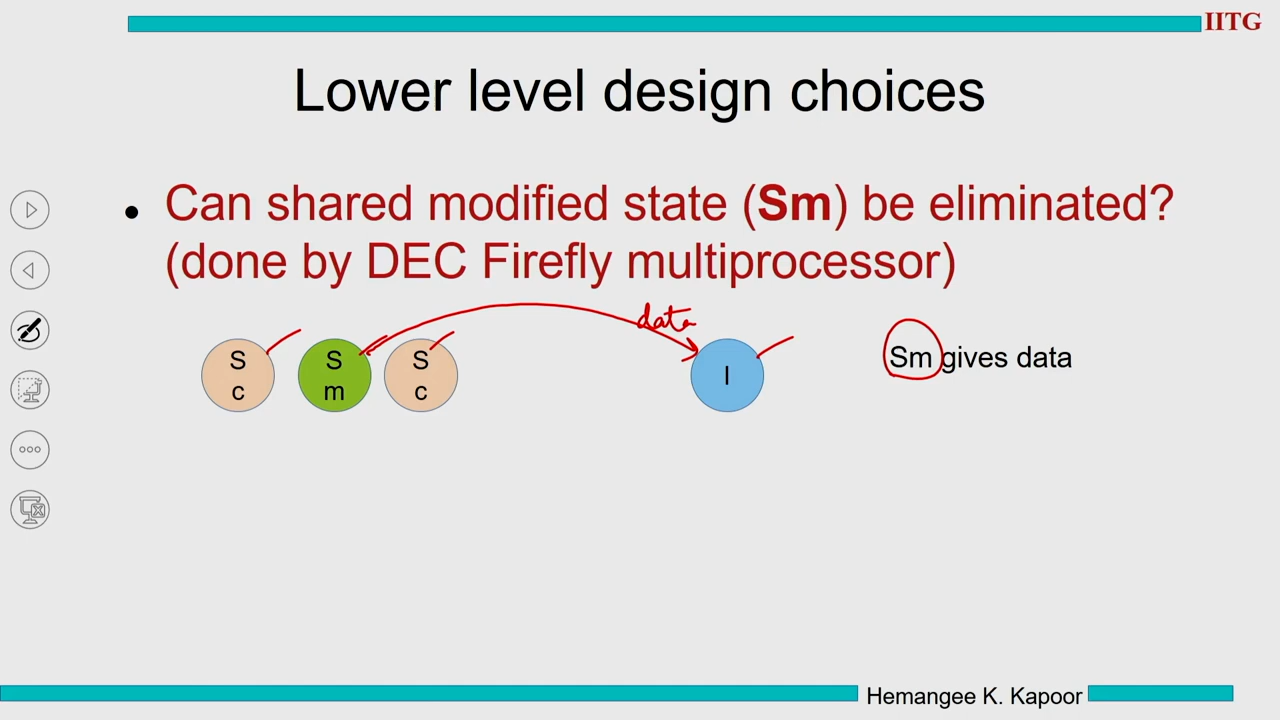 IITG
Lower level design choices
• Can shared modified state (Sm) be eliminated?
(done by DEC Firefly multiprocessor)
data
S
c
S
m
S
c
I
Sm gives data
Hemangee K. Kapoor